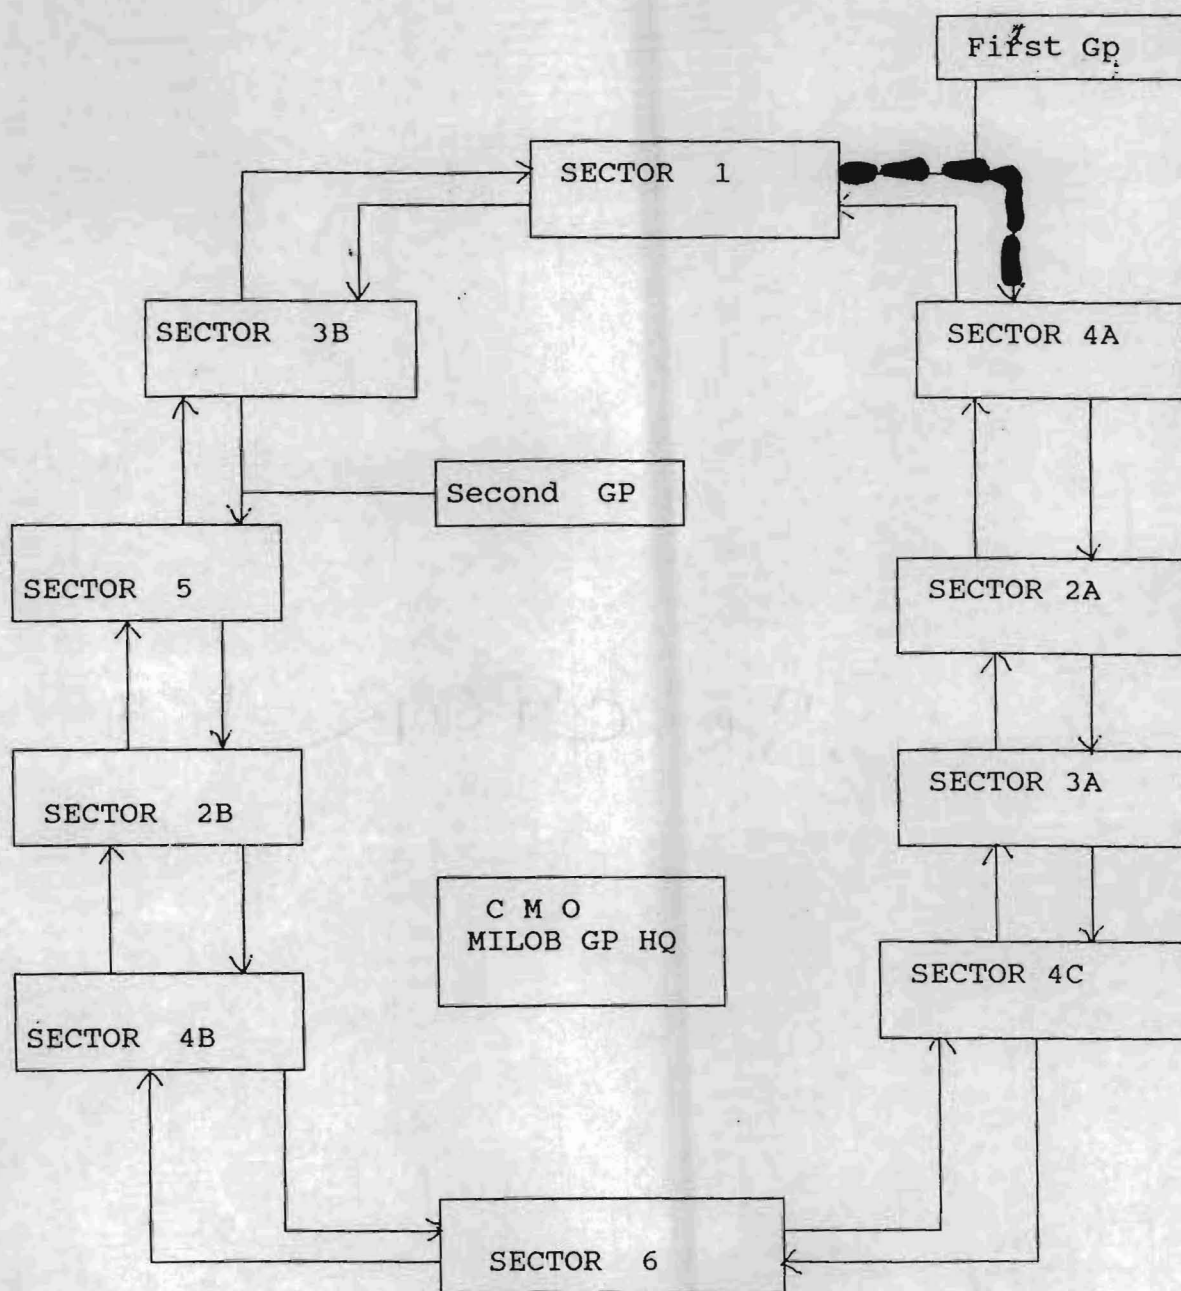 First Gp
SECTOR 1
SECTOR 3B
SECTOR 4A
Second GP
SECTOR 5
SECTOR 2A
SECTOR 2B
SECTOR 3A
C M O
MILOB GP HQ
SECTOR 4B
SECTOR 4C
SECTOR 6